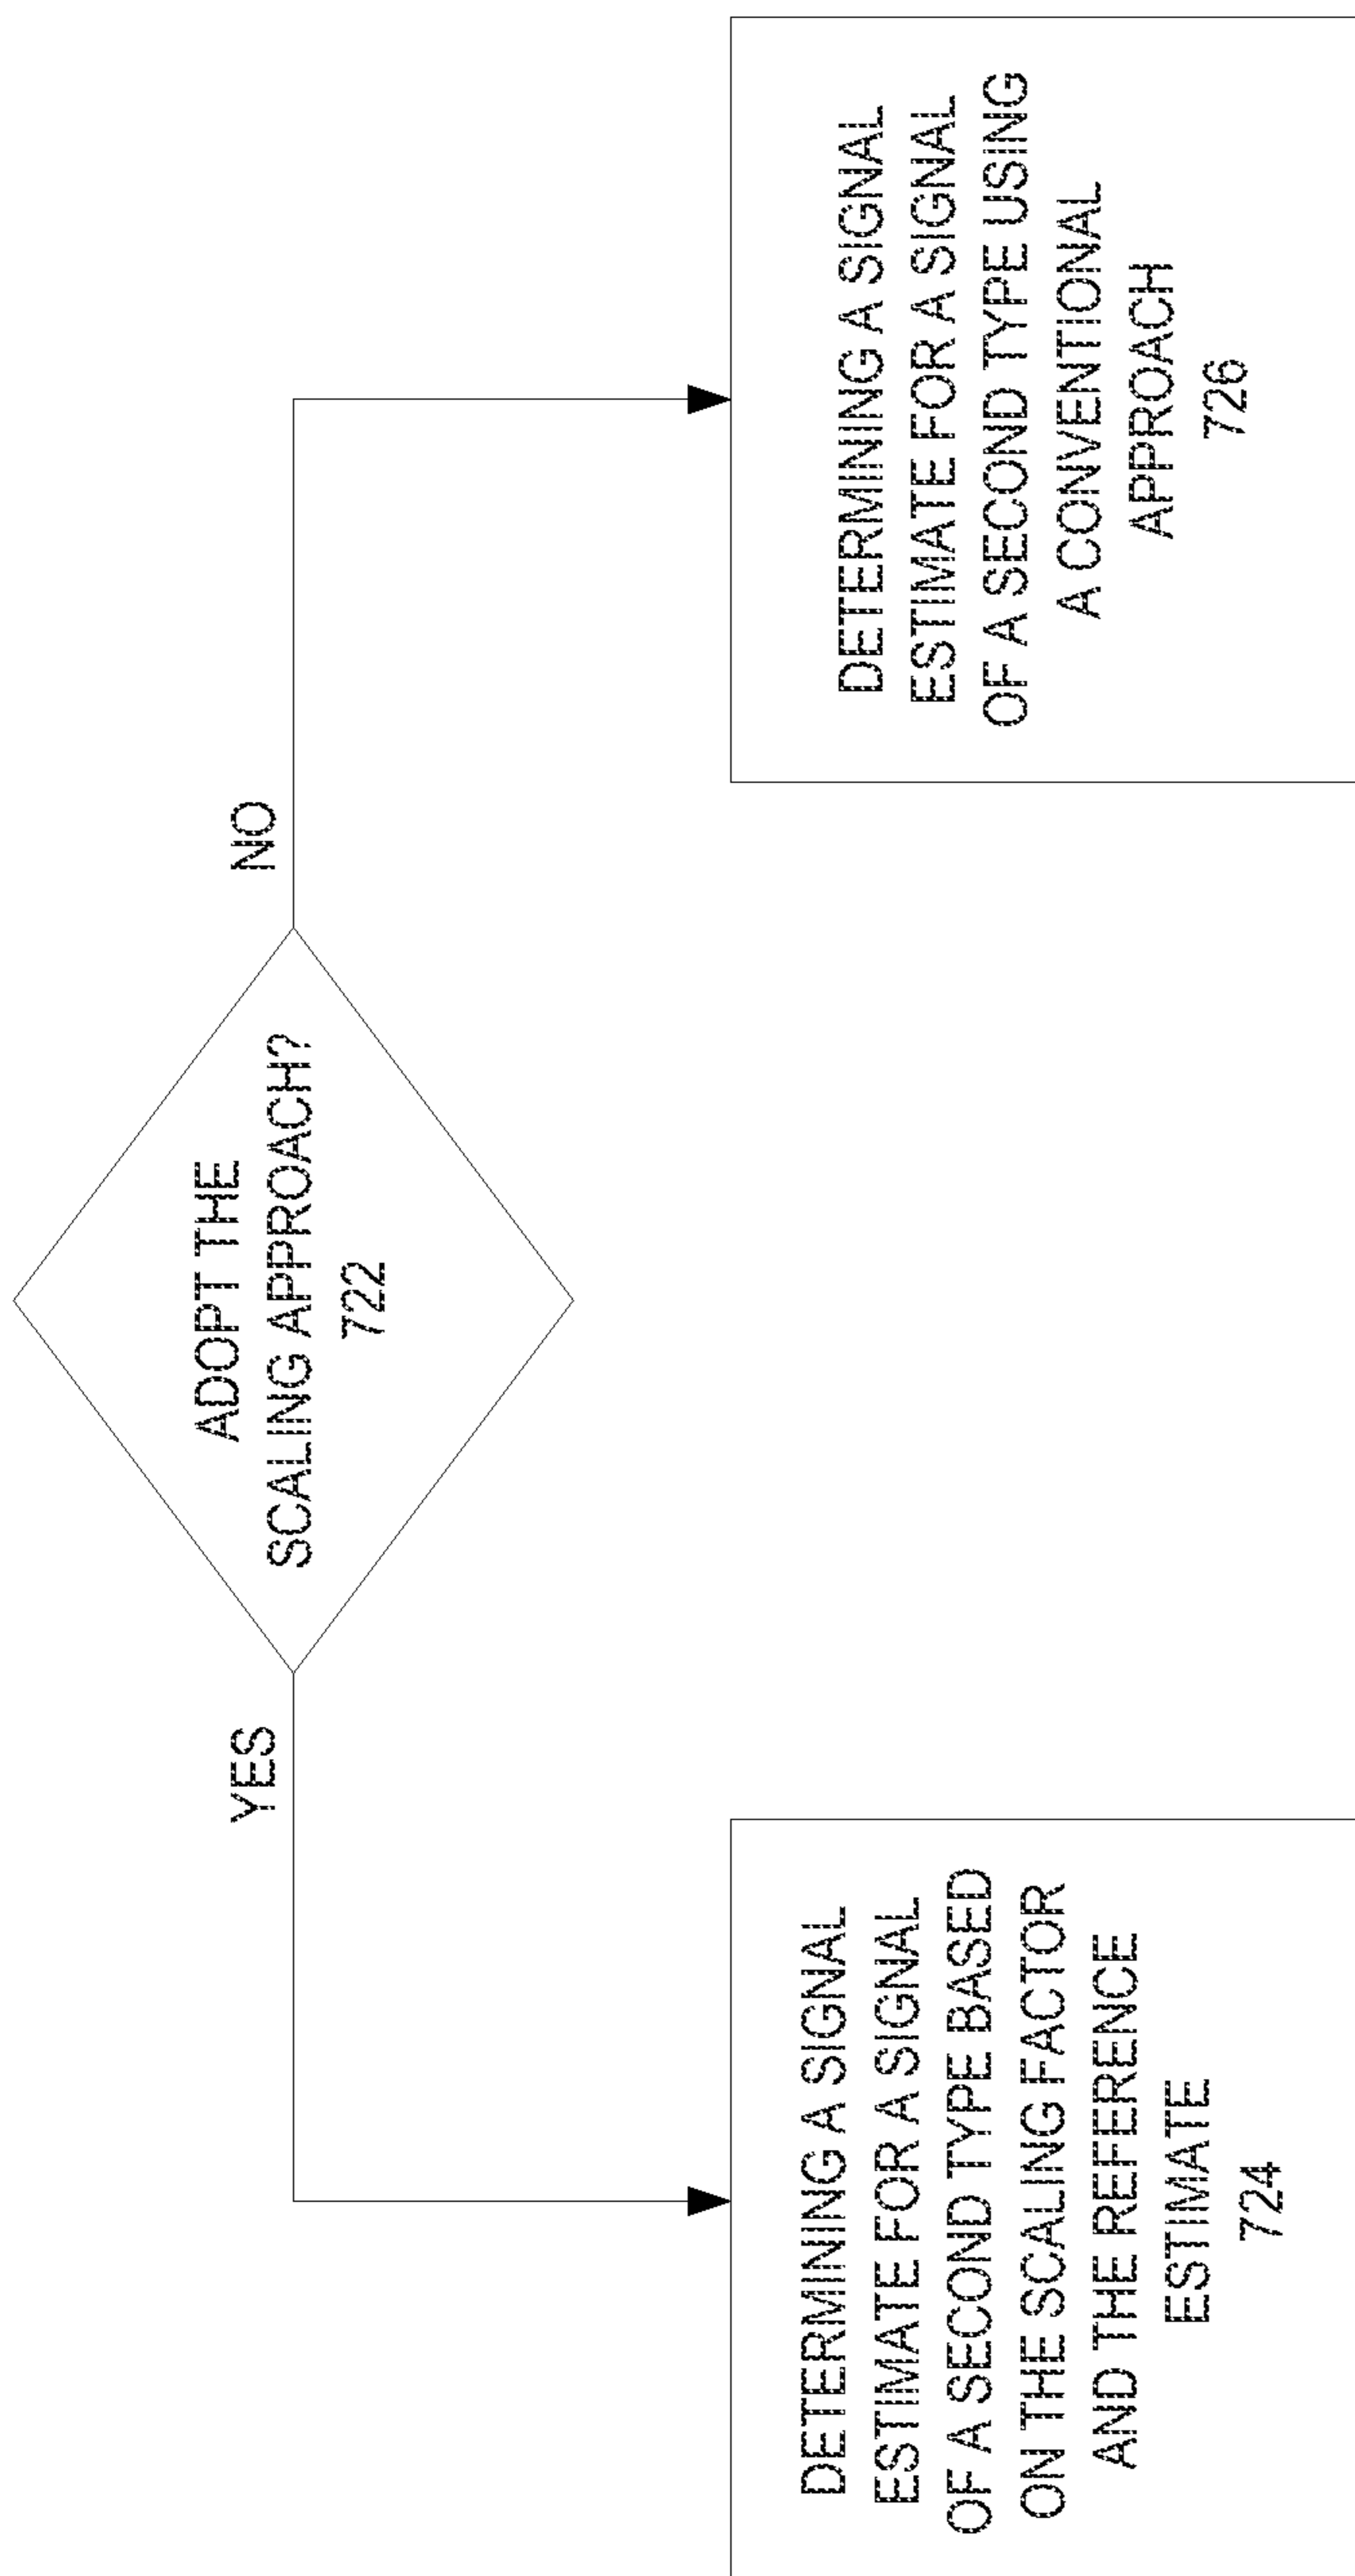 ADOPT THE
SCALING APPROACH?
722
YES
NO
DETERMINING A SIGNAL
ESTIMATE FOR A SIGNAL
OF A SECOND TYPE BASED
ON THE SCALING FACTOR
AND THE REFERENCE
ESTIMATE
724
DETERMINING A SIGNAL
ESTIMATE FOR A SIGNAL
OF A SECOND TYPE USING
A CONVENTIONAL
APPROACH
726